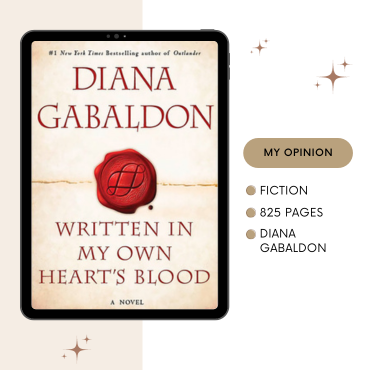 #1 New York Times Bestselling author of Outlander
DIANA
GABALDON
WRITTEN IN
MY OWN
HEART'S BLOOD
A NOVEL
MY OPINION
FICTION
825 PAGES
DIANA
GABALDON